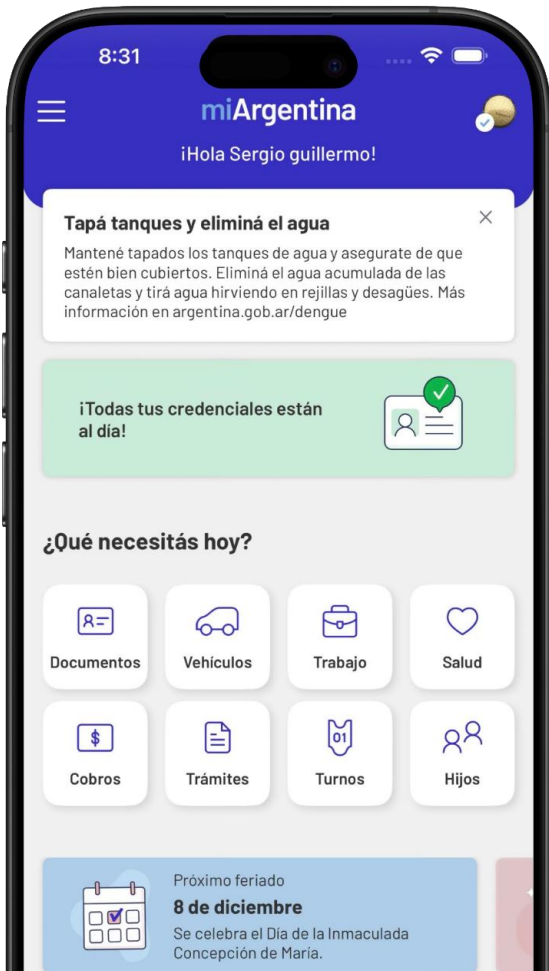 8:31
miArgentina
¡Hola Sergio guillermo!
Tapá tanques y eliminá el agua
Mantené tapados los tanques de agua y asegurate de que
estén bien cubiertos. Eliminá el agua acumulada de las
canaletas y tirá agua hirviendo en rejillas y desagües. Más
información en argentina.gob.ar/dengue
¡Todas tus credenciales están
al día!
¿Qué necesitás hoy?
Documentos
Vehículos
Trabajo
Salud
$
01
Cobros
Trámites
Turnos
Hijos
Próximo feriado
8 de diciembre
Se celebra el Día de la Inmaculada
Concepción de María.